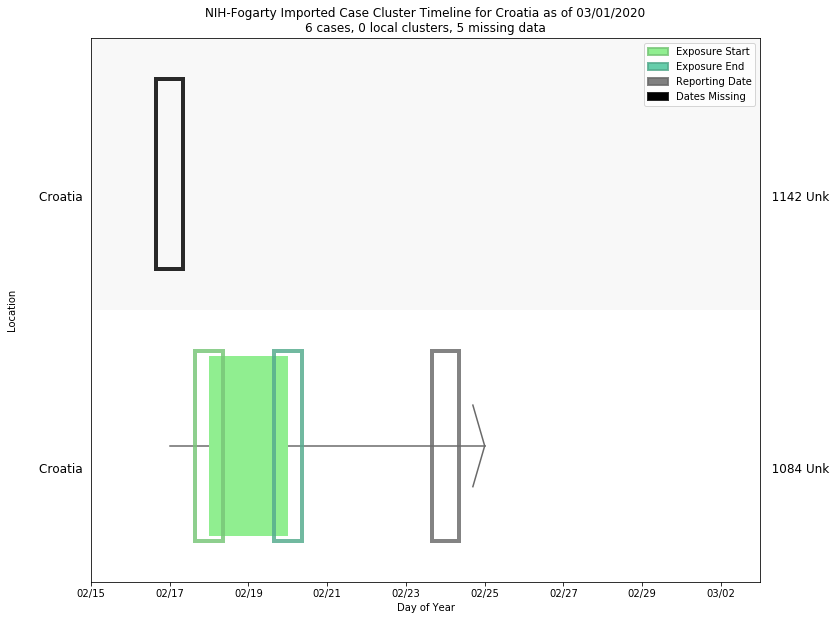 NIH-Fogarty Imported Case Cluster Timeline for Croatia as of 03/01/2020
6 cases, 0 local clusters, 5 missing data
Exposure Start
Exposure End
Reporting Date
Dates Missing
Croatia
1142 Unk
Location
Croatia
1084 Unk
02/15
02/17
02/19
02/21
02/23
02/25
02/27
02/29
03/02
Day of Year